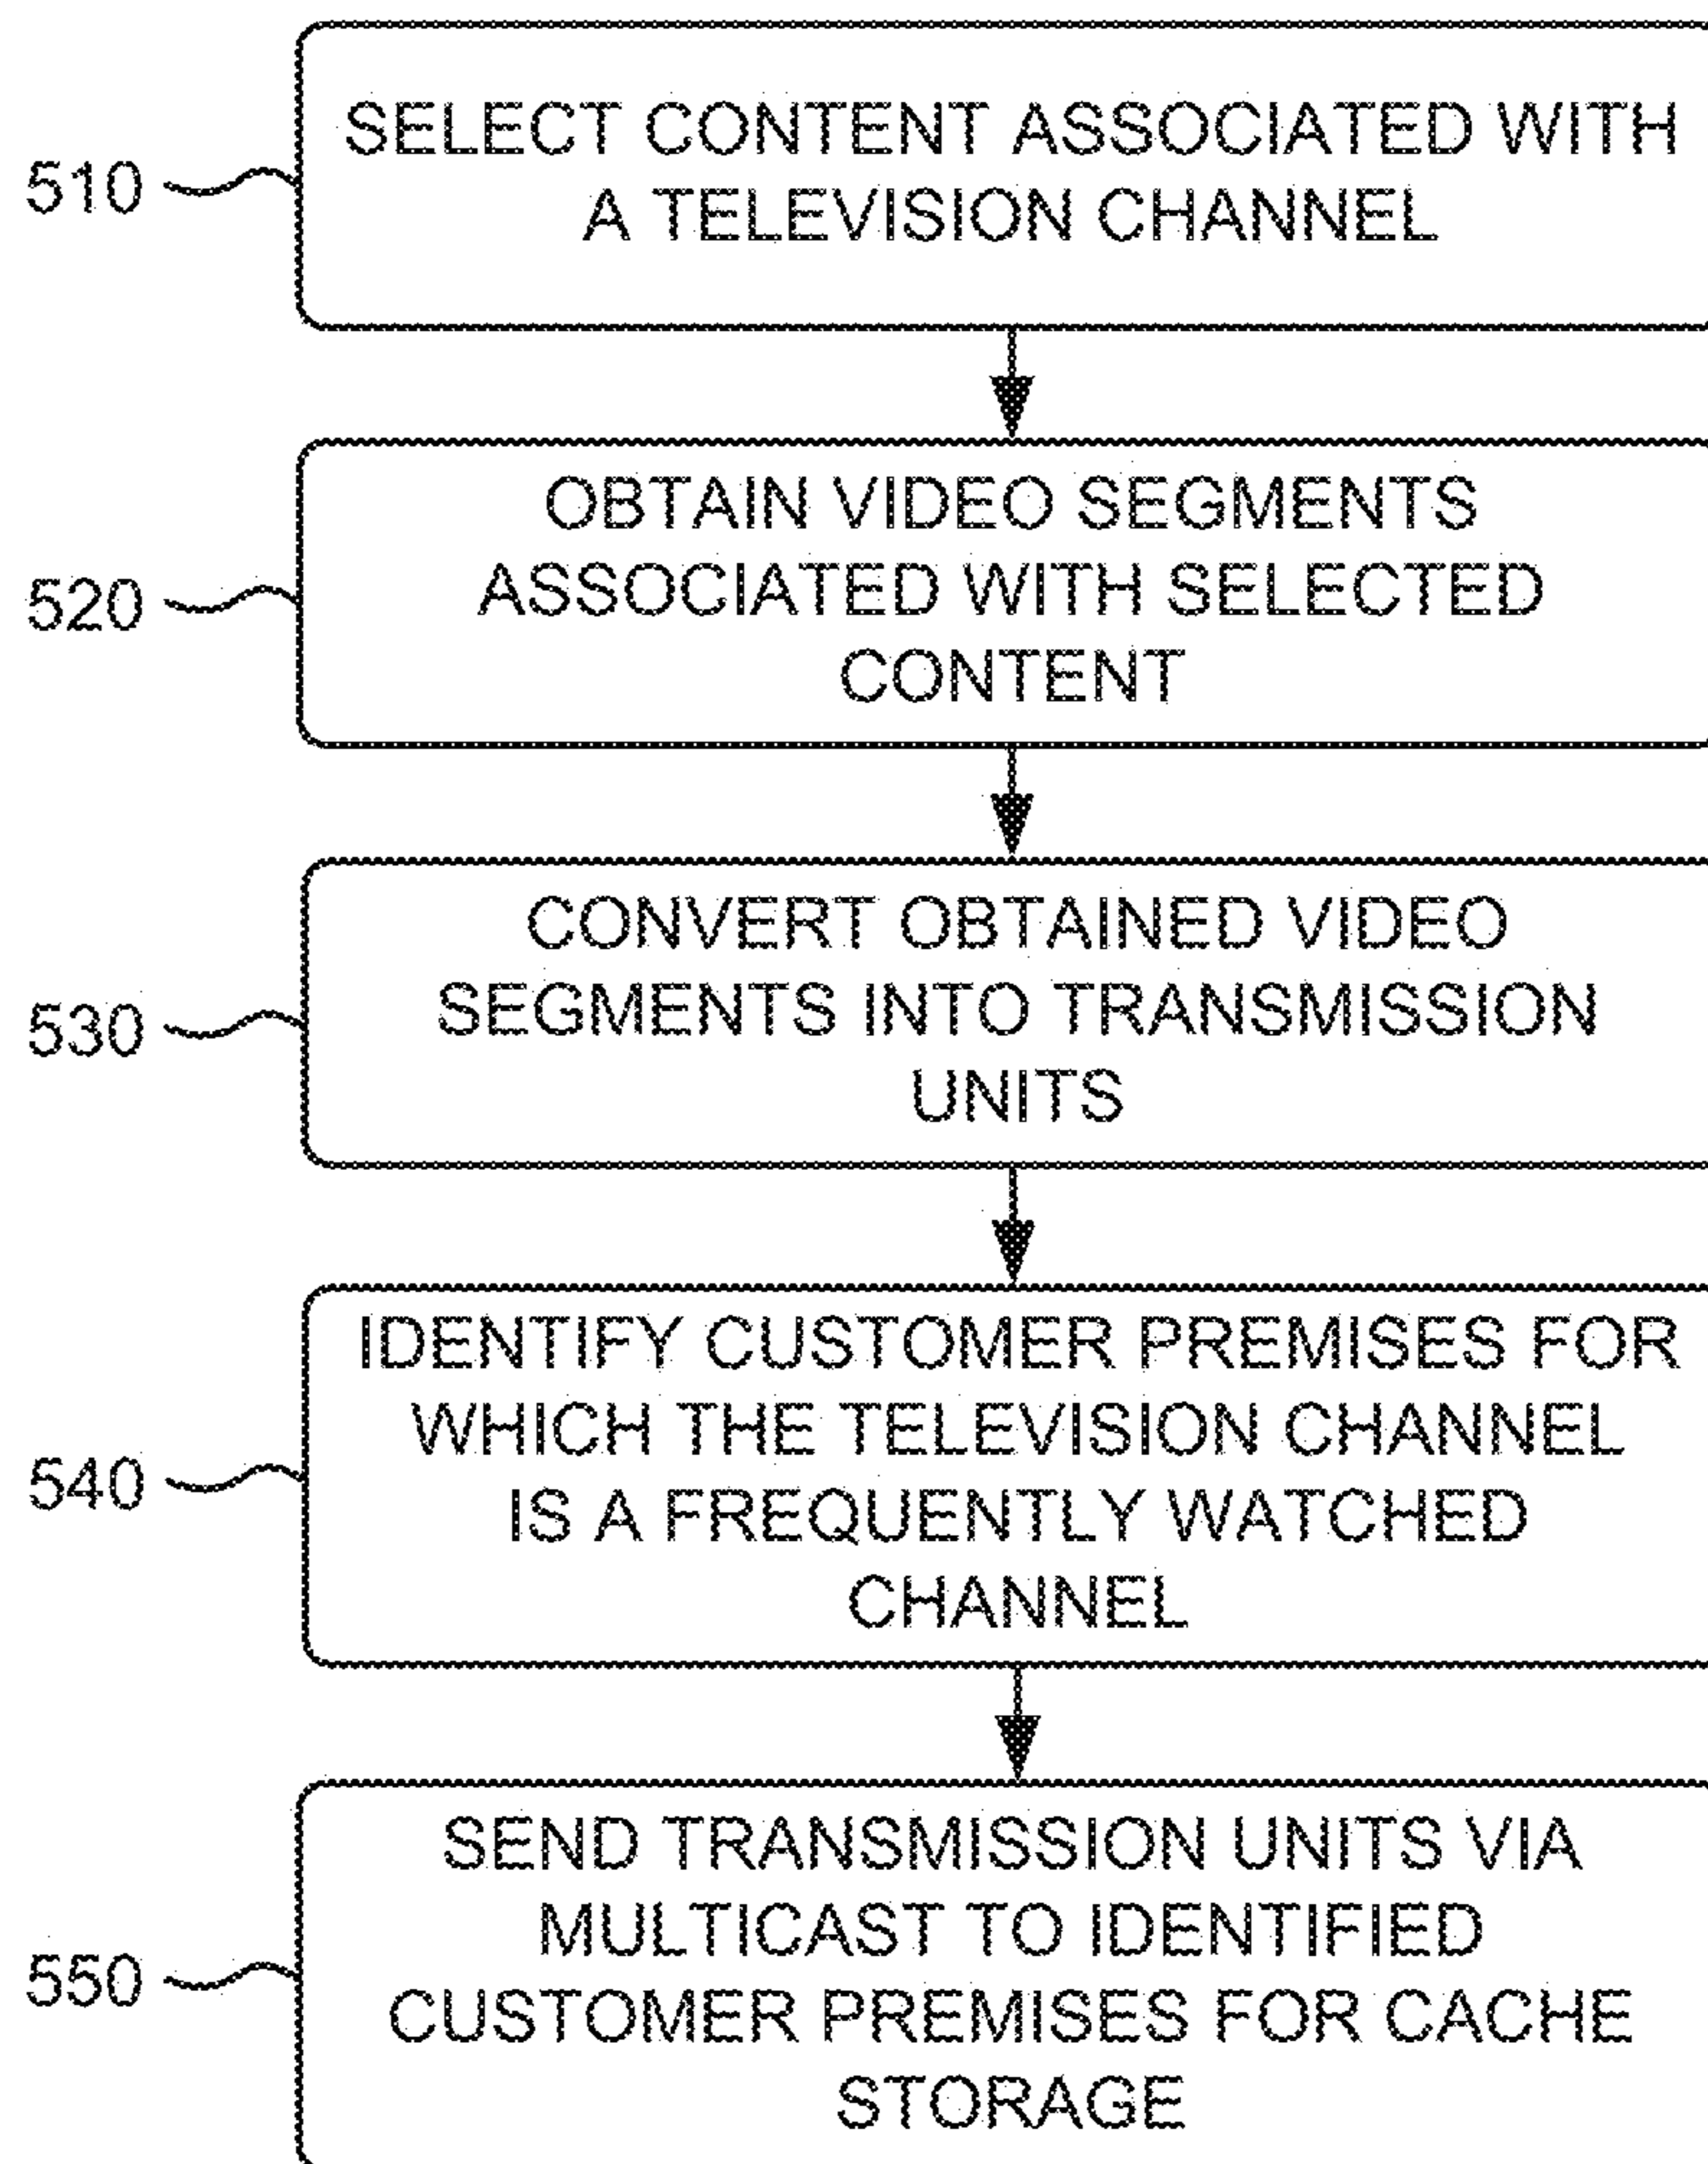 510
SELECT CONTENT ASSOCIATED WITH
A TELEVISION CHANNEL
520
OBTAIN VIDEO SEGMENTS
ASSOCIATED WITH SELECTED
CONTENT
530
CONVERT OBTAINED VIDEO
SEGMENTS INTO TRANSMISSION
UNITS
540
IDENTIFY CUSTOMER PREMISES FOR
WHICH THE TELEVISION CHANNEL
IS A FREQUENTLY WATCHED
CHANNEL
550
SEND TRANSMISSION UNITS VIA
MULTICAST TO IDENTIFIED
CUSTOMER PREMISES FOR CACHE
STORAGE